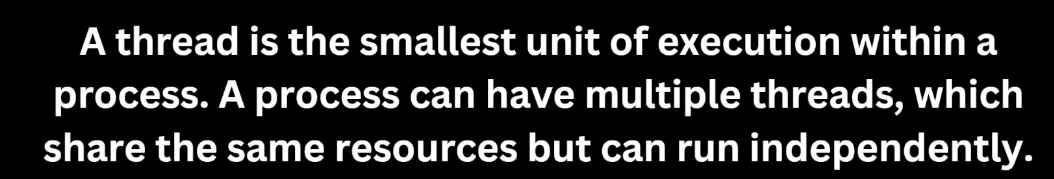 A thread is the smallest unit of execution within a
process. A process can have multiple threads, which
share the same resources but can run independently.